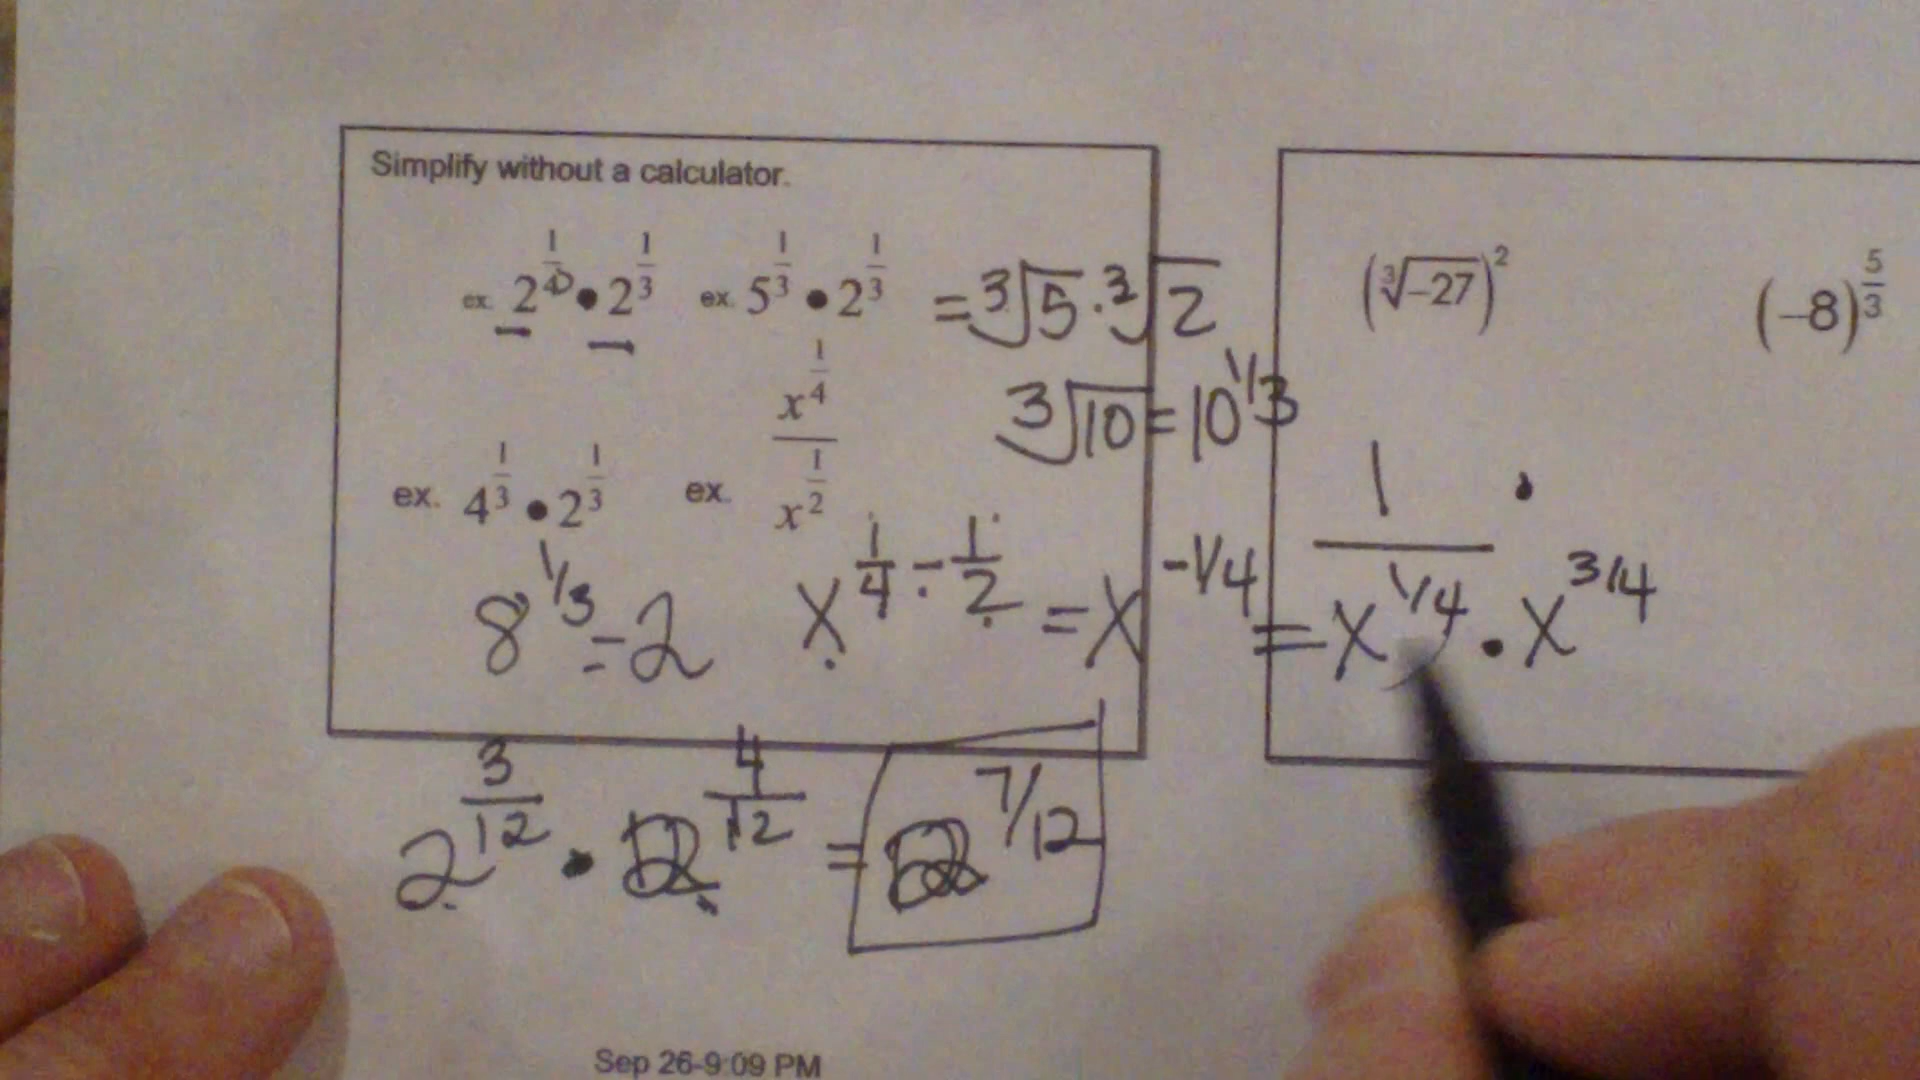 Simplify without a calculator.
ex. 2^(1/4) • 2^(1/3) ex. 5^(1/3) • 2^(1/3) = ∛5 · ∛2
∛10 = 10^(1/3)
ex. 4^(1/3) • 2^(1/3) ex. x^(1/4) / x^(1/2)
8^(1/3) = 2 x^(1/4 - 1/2) = x^(-1/4) = 1 · / x^(1/4) · x^(3/4)
2^(3/12) • 2^(4/12) = 2^(7/12)
(∛-27)^2 (-8)^(5/3)
Sep 26-9:09 PM